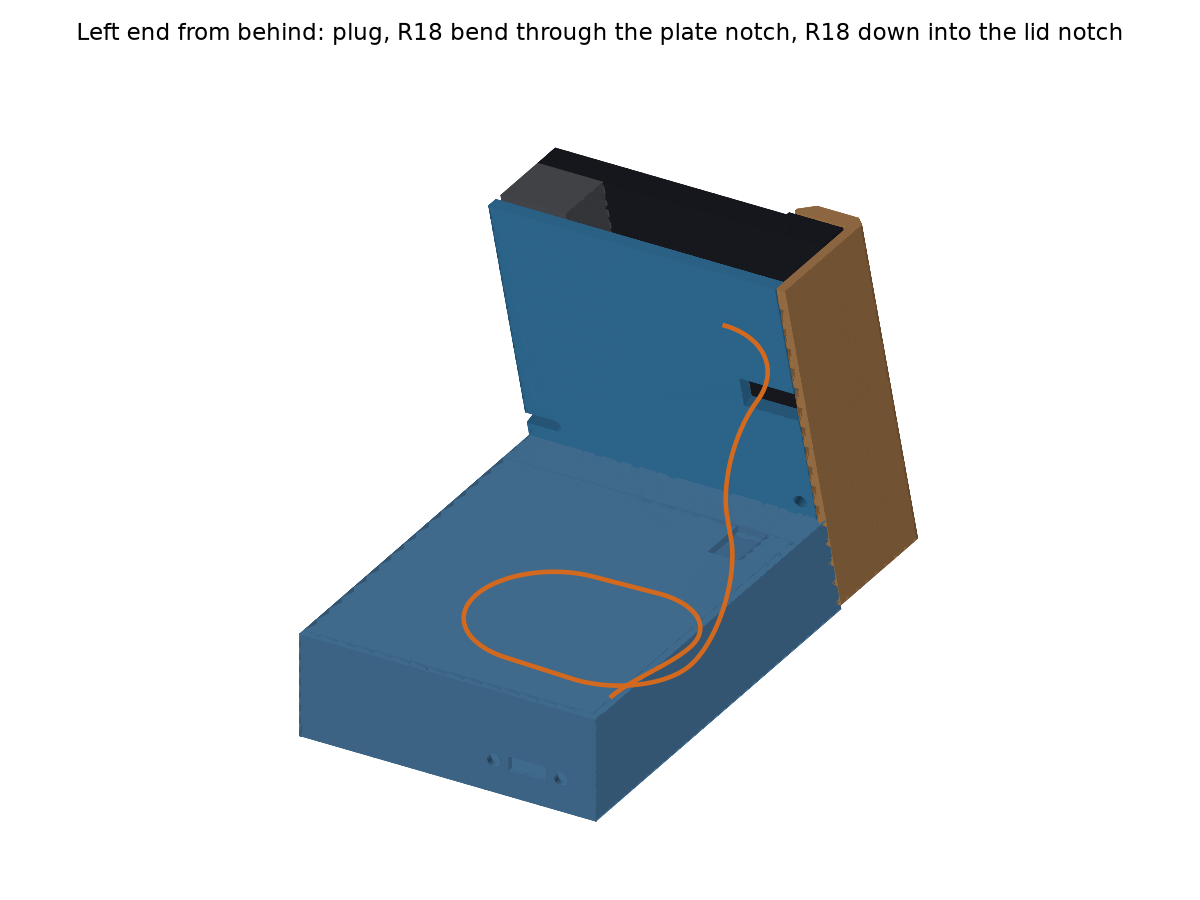 Left end from behind: plug, R18 bend through the plate notch, R18 down into the lid notch